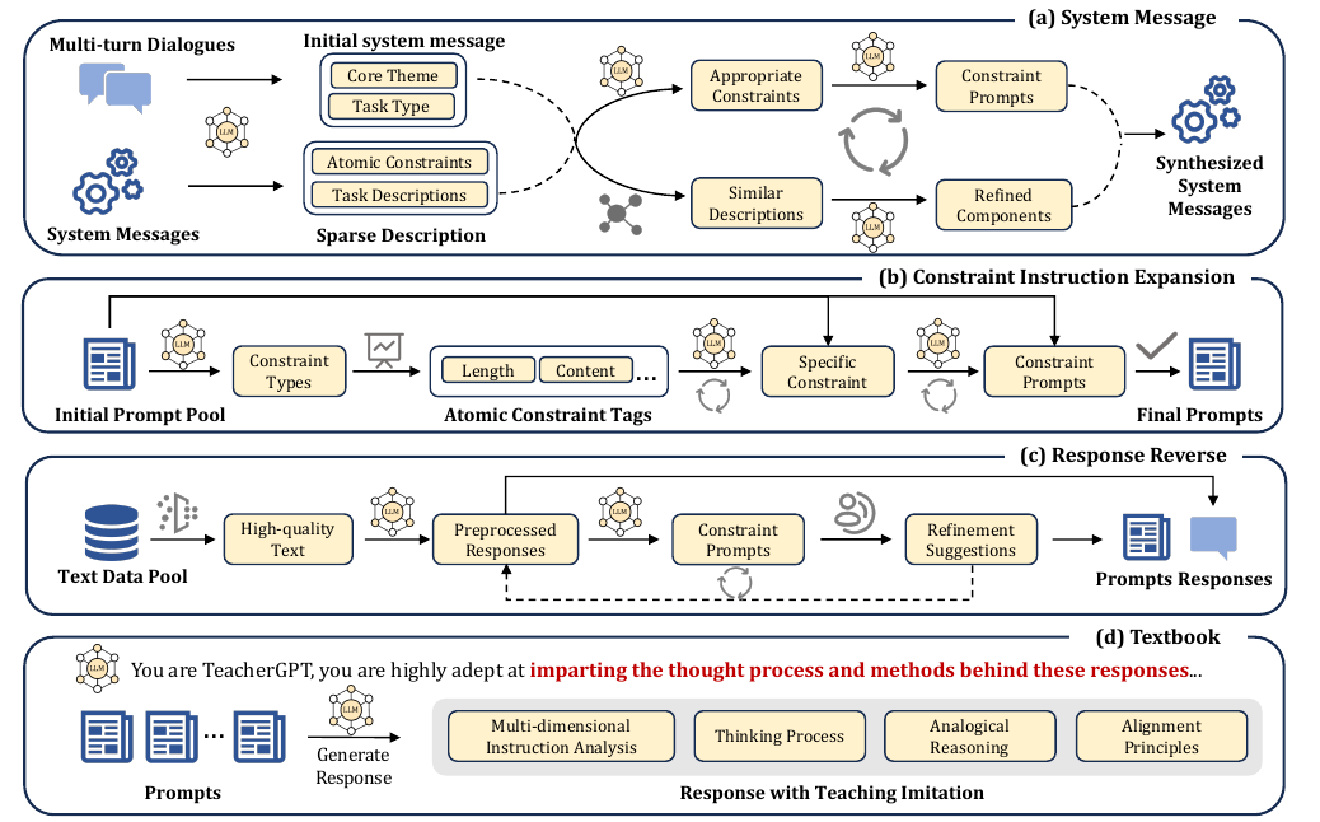 (a) System Message
Multi-turn Dialogues
Initial system message
Core Theme
Task Type
LLM
LLM
Appropriate
Constraints
LLM
Constraint
Prompts
Atomic Constraints
Task Descriptions
System Messages
Sparse Description
Similar
Descriptions
LLM
Refined
Components
Synthesized
System
Messages
(b) Constraint Instruction Expansion
Initial Prompt Pool
LLM
Constraint
Types
Length
Content
...
Atomic Constraint Tags
LLM
Specific
Constraint
LLM
Constraint
Prompts
Final Prompts
(c) Response Reverse
Text Data Pool
High-quality
Text
LLM
Preprocessed
Responses
LLM
Constraint
Prompts
Refinement
Suggestions
Prompts Responses
(d) Textbook
LLM
You are TeacherGPT, you are highly adept at imparting the thought process and methods behind these responses...
...
Prompts
LLM
Generate
Response
Multi-dimensional
Instruction Analysis
Thinking Process
Analogical
Reasoning
Alignment
Principles
Response with Teaching Imitation